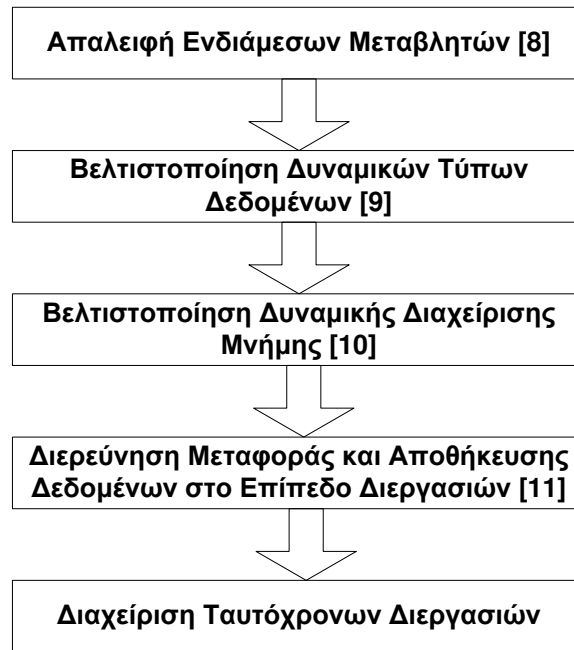 Απαλειφή Ενδιάμεσων Μεταβλητών [8]
Βελτιστοποίηση Δυναμικών Τύπων
Δεδομένων [9]
Βελτιστοποίηση Δυναμικής Διαχείρισης
Μνήμης [10]
Διερεύνηση Μεταφοράς και Αποθήκευσης
Δεδομένων στο Επίπεδο Διεργασιών [11]
Διαχείριση Ταυτόχρονων Διεργασιών